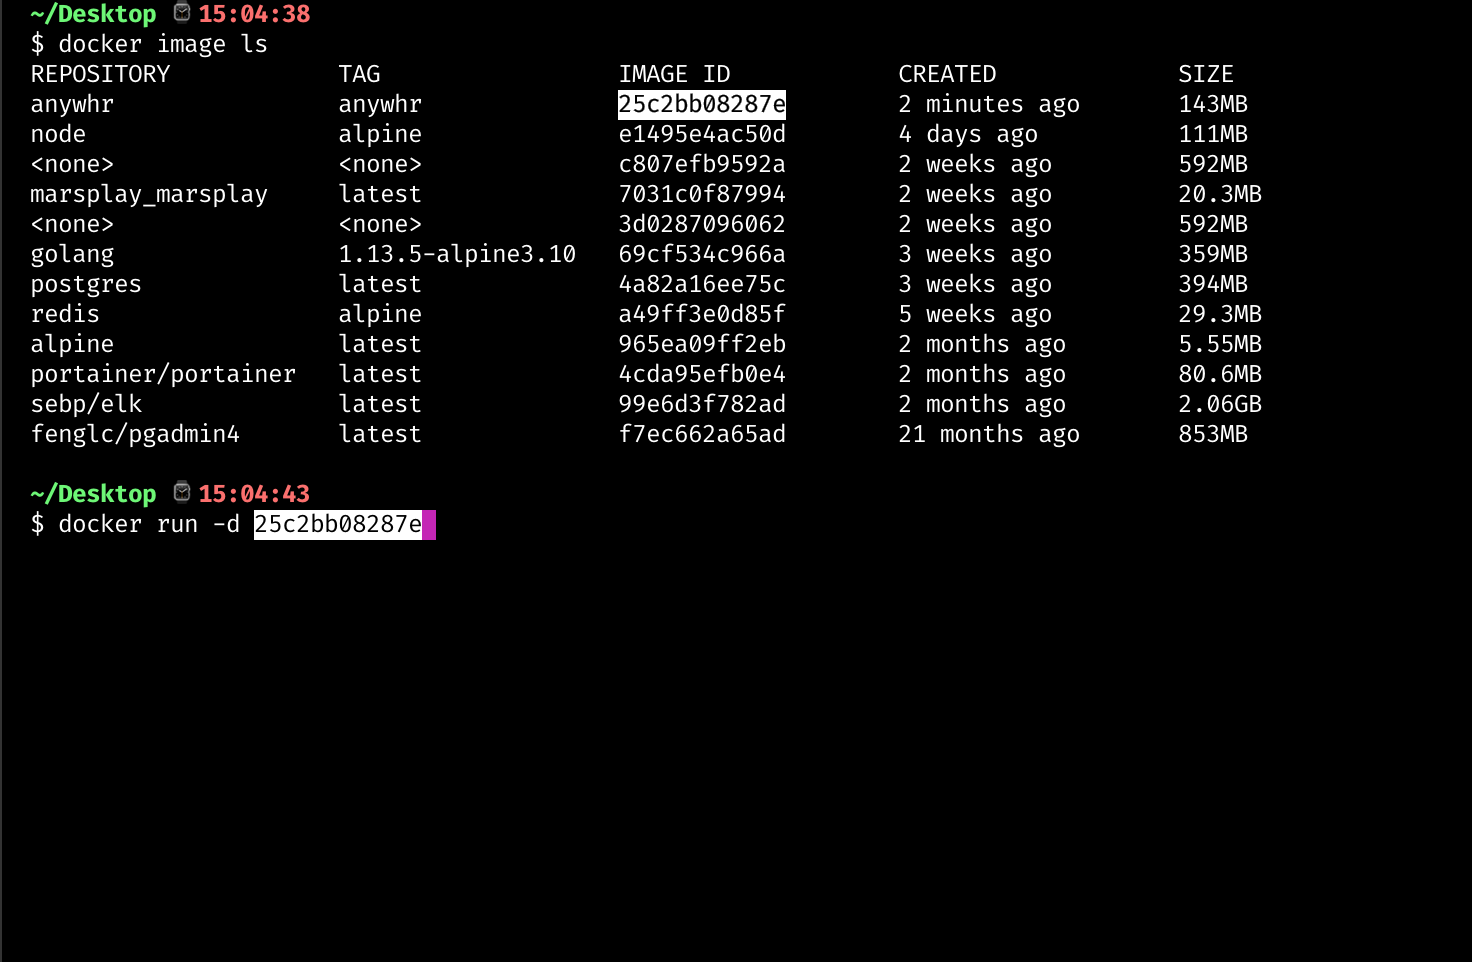 ~/Desktop 15:04:38
$ docker image ls
REPOSITORY TAG IMAGE ID CREATED SIZE
anywhr anywhr 25c2bb08287e 2 minutes ago 143MB
node alpine e1495e4ac50d 4 days ago 111MB
<none> <none> c807efb9592a 2 weeks ago 592MB
marsplay_marsplay latest 7031c0f87994 2 weeks ago 20.3MB
<none> <none> 3d0287096062 2 weeks ago 592MB
golang 1.13.5-alpine3.10 69cf534c966a 3 weeks ago 359MB
postgres latest 4a82a16ee75c 3 weeks ago 394MB
redis alpine a49ff3e0d85f 5 weeks ago 29.3MB
alpine latest 965ea09ff2eb 2 months ago 5.55MB
portainer/portainer latest 4cda95efb0e4 2 months ago 80.6MB
sebp/elk latest 99e6d3f782ad 2 months ago 2.06GB
fenglc/pgadmin4 latest f7ec662a65ad 21 months ago 853MB
~/Desktop 15:04:43
$ docker run -d 25c2bb08287e